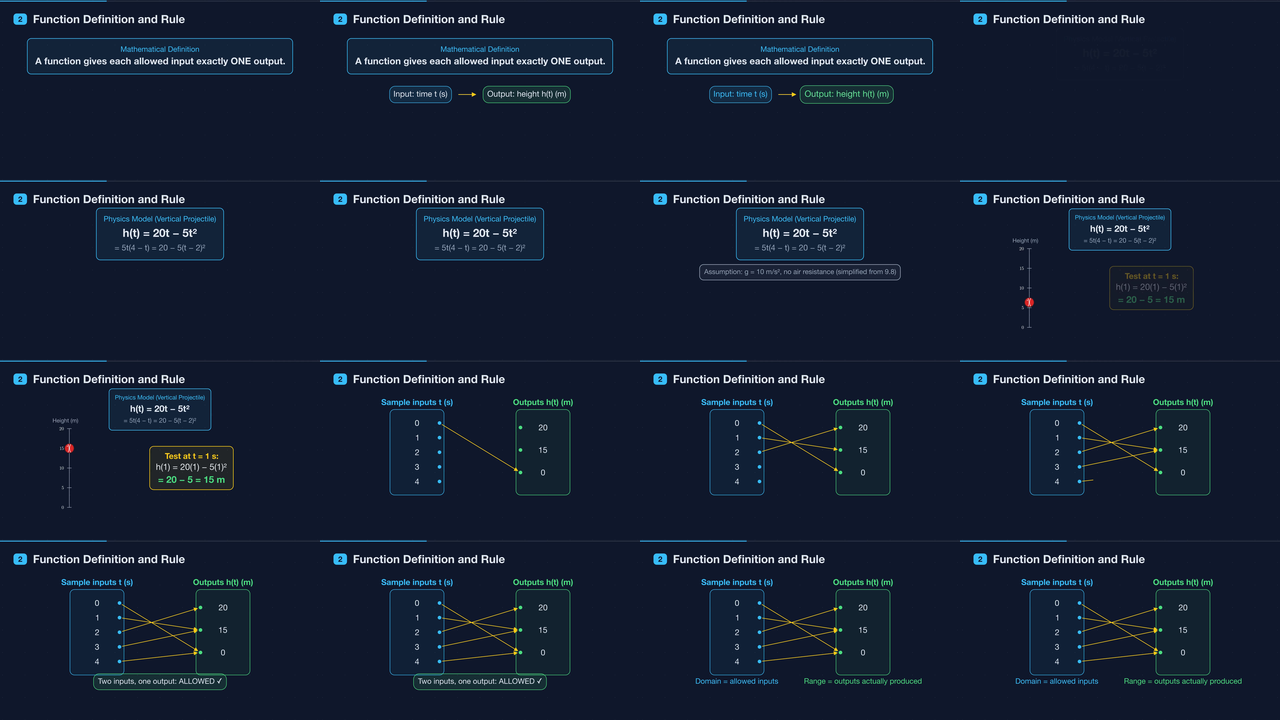 2 Function Definition and Rule
Mathematical Definition
A function gives each allowed input exactly ONE output.
2 Function Definition and Rule
Mathematical Definition
A function gives each allowed input exactly ONE output.
Input: time t (s) Output: height h(t) (m)
2 Function Definition and Rule
Mathematical Definition
A function gives each allowed input exactly ONE output.
Input: time t (s) Output: height h(t) (m)
2 Function Definition and Rule
2 Function Definition and Rule
Physics Model (Vertical Projectile)
h(t) = 20t − 5t²
= 5t(4 − t) = 20 − 5(t − 2)²
2 Function Definition and Rule
Physics Model (Vertical Projectile)
h(t) = 20t − 5t²
= 5t(4 − t) = 20 − 5(t − 2)²
2 Function Definition and Rule
Physics Model (Vertical Projectile)
h(t) = 20t − 5t²
= 5t(4 − t) = 20 − 5(t − 2)²
Assumption: g = 10 m/s², no air resistance (simplified from 9.8)
2 Function Definition and Rule
Physics Model (Vertical Projectile)
h(t) = 20t − 5t²
= 5t(4 − t) = 20 − 5(t − 2)²
Height (m)
20
15
10
5
0
Test at t = 1 s:
h(1) = 20(1) − 5(1)²
= 20 − 5 = 15 m
2 Function Definition and Rule
Physics Model (Vertical Projectile)
h(t) = 20t − 5t²
= 5t(4 − t) = 20 − 5(t − 2)²
Height (m)
20
15
10
5
0
Test at t = 1 s:
h(1) = 20(1) − 5(1)²
= 20 − 5 = 15 m
2 Function Definition and Rule
Sample inputs t (s) Outputs h(t) (m)
0
1
2
3
4
20
15
0
2 Function Definition and Rule
Sample inputs t (s) Outputs h(t) (m)
0
1
2
3
4
20
15
0
2 Function Definition and Rule
Sample inputs t (s) Outputs h(t) (m)
0
1
2
3
4
20
15
0
2 Function Definition and Rule
Sample inputs t (s) Outputs h(t) (m)
0
1
2
3
4
20
15
0
Two inputs, one output: ALLOWED ✓
2 Function Definition and Rule
Sample inputs t (s) Outputs h(t) (m)
0
1
2
3
4
20
15
0
Two inputs, one output: ALLOWED ✓
2 Function Definition and Rule
Sample inputs t (s) Outputs h(t) (m)
0
1
2
3
4
20
15
0
Domain = allowed inputs Range = outputs actually produced
2 Function Definition and Rule
Sample inputs t (s) Outputs h(t) (m)
0
1
2
3
4
20
15
0
Domain = allowed inputs Range = outputs actually produced